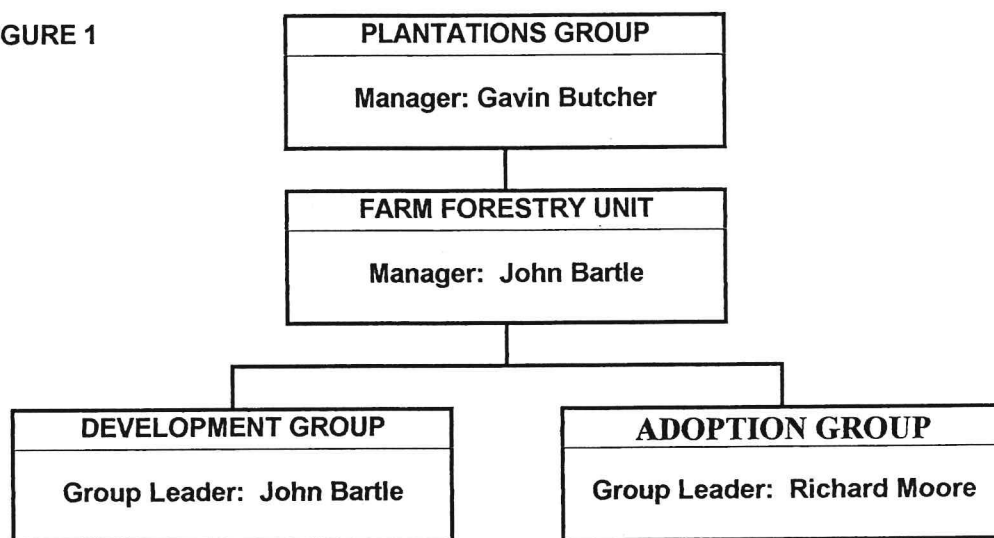 GURE 1
PLANTATIONS GROUP
Manager: Gavin Butcher
FARM FORESTRY UNIT
Manager: John Bartle
DEVELOPMENT GROUP
Group Leader: John Bartle
ADOPTION GROUP
Group Leader: Richard Moore